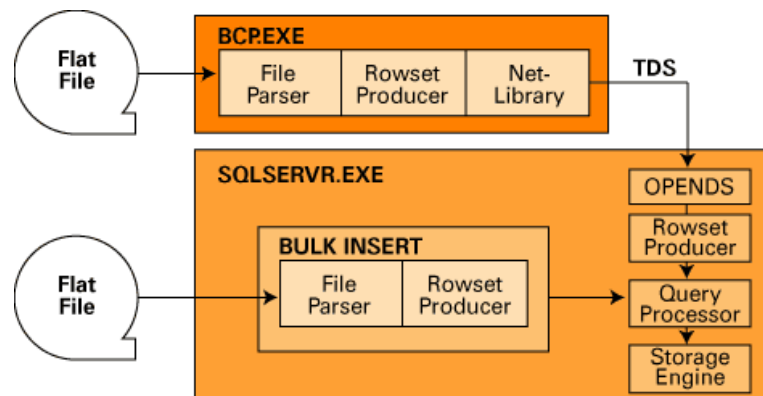 Flat
File
BCP.EXE
File
Parser
Rowset
Producer
Net-
Library
TDS
SQLSERVR.EXE
OPENDS
Rowset
Producer
Query
Processor
Storage
Engine
BULK INSERT
File
Parser
Rowset
Producer
Flat
File